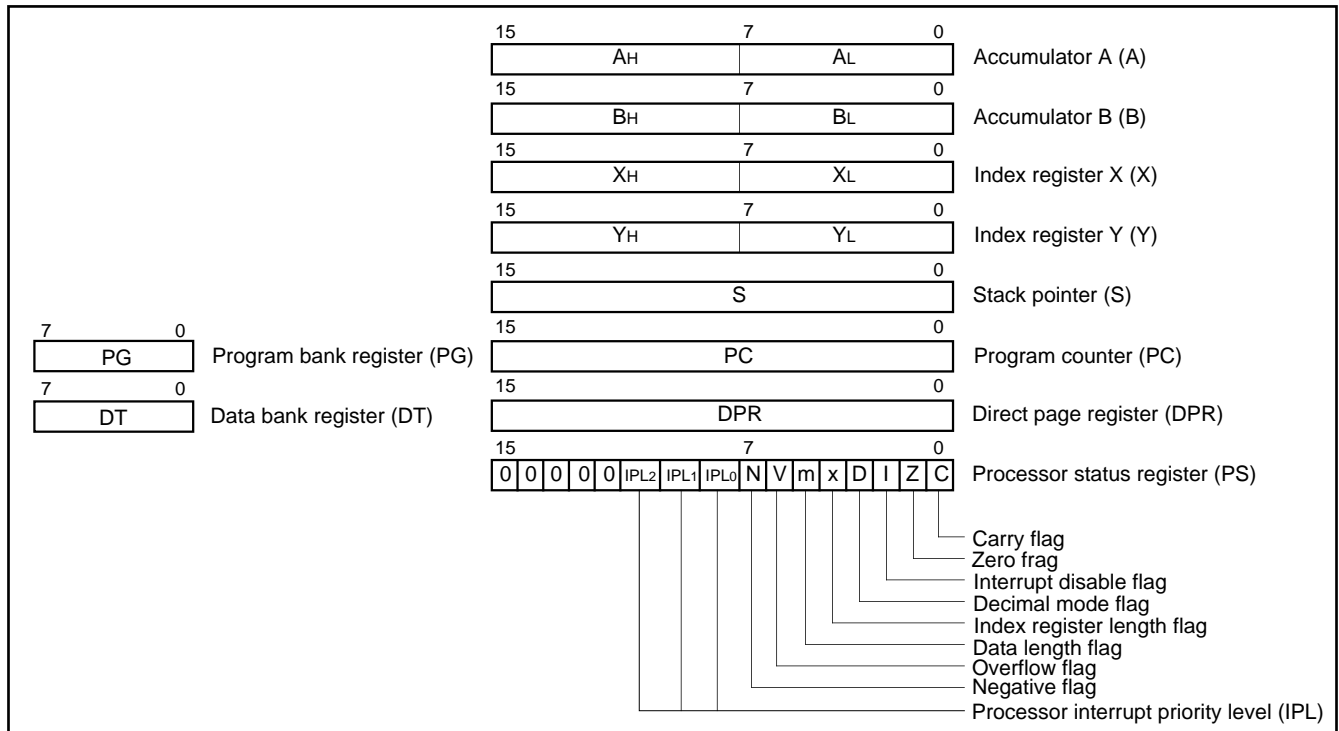 15 7 0
AH AL Accumulator A (A)
15 7 0
BH BL Accumulator B (B)
15 7 0
XH XL Index register X (X)
15 7 0
YH YL Index register Y (Y)
15 0
S Stack pointer (S)
7 0 15 0
PG Program bank register (PG) PC Program counter (PC)
7 0 15 0
DT Data bank register (DT) DPR Direct page register (DPR)
15 7 0
0 0 0 0 0 IPL2 IPL1 IPL0 N V m x D I Z C Processor status register (PS)
Carry flag
Zero frag
Interrupt disable flag
Decimal mode flag
Index register length flag
Data length flag
Overflow flag
Negative flag
Processor interrupt priority level (IPL)